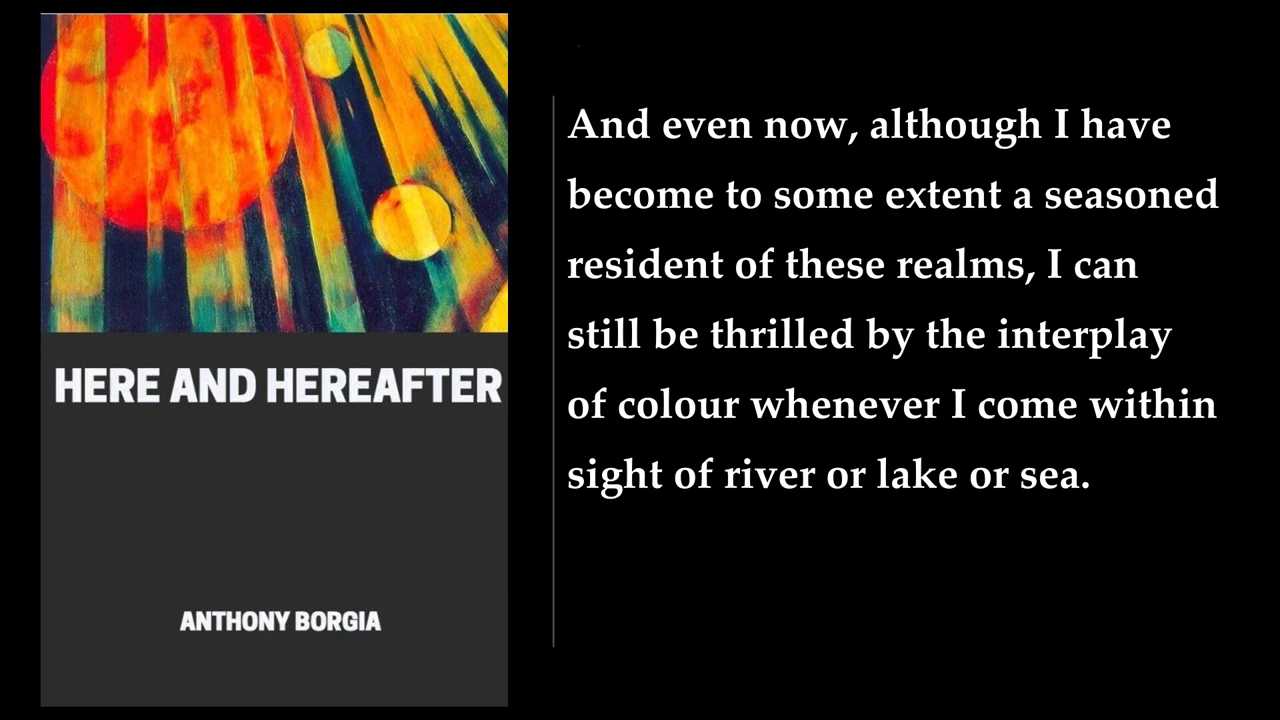 HERE AND HEREAFTER
ANTHONY BORGIA
And even now, although I have
become to some extent a seasoned
resident of these realms, I can
still be thrilled by the interplay
of colour whenever I come within
sight of river or lake or sea.